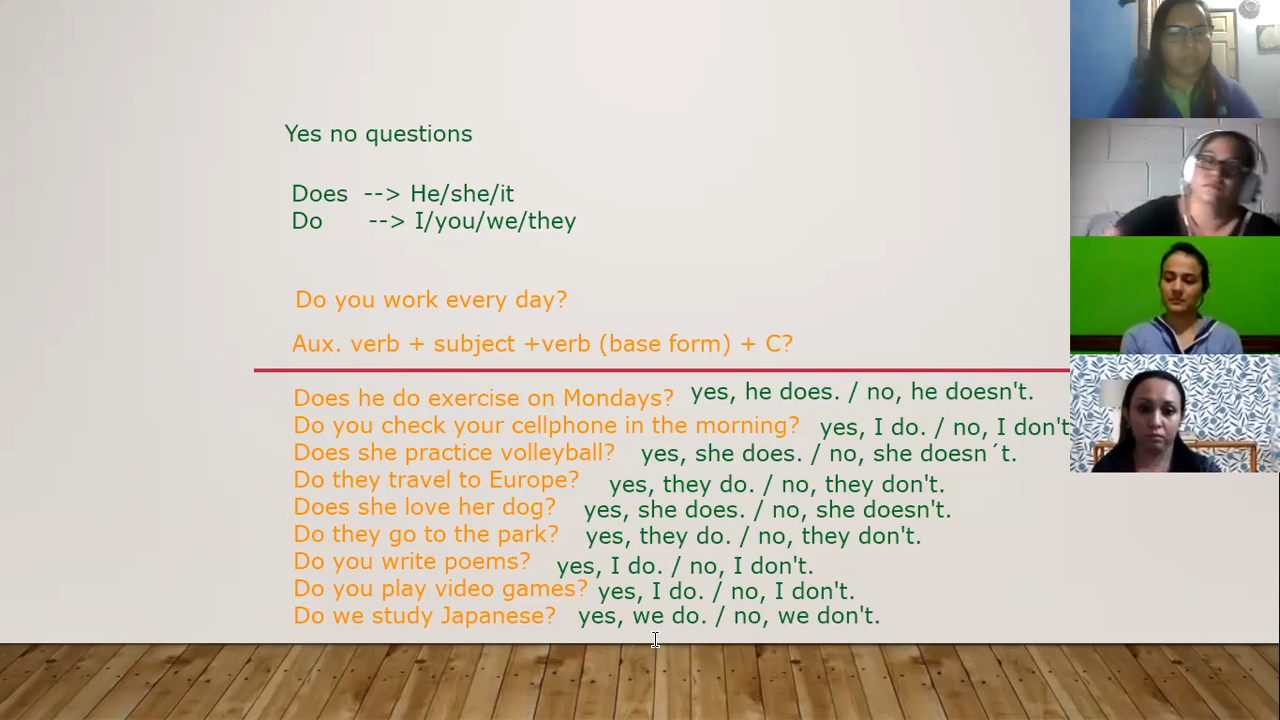 Yes no questions
Does --> He/she/it
Do --> I/you/we/they
Do you work every day?
Aux. verb + subject +verb (base form) + C?
Does he do exercise on Mondays? yes, he does. / no, he doesn't.
Do you check your cellphone in the morning? yes, I do. / no, I don't
Does she practice volleyball? yes, she does. / no, she doesn´t.
Do they travel to Europe? yes, they do. / no, they don't.
Does she love her dog? yes, she does. / no, she doesn't.
Do they go to the park? yes, they do. / no, they don't.
Do you write poems? yes, I do. / no, I don't.
Do you play video games? yes, I do. / no, I don't.
Do we study Japanese? yes, we do. / no, we don't.